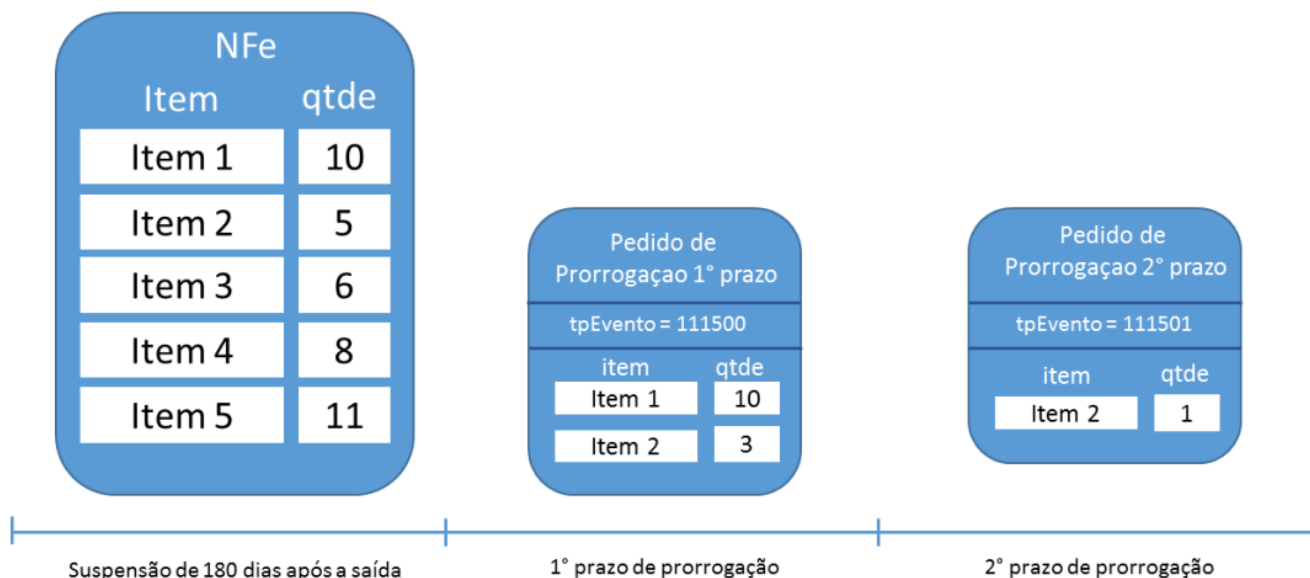 NFe
Item qtde
Item 1 10
Item 2 5
Item 3 6
Item 4 8
Item 5 11
Pedido de
Prorrogaçao 1° prazo
tpEvento = 111500
item qtde
Item 1 10
Item 2 3
Pedido de
Prorrogaçao 2° prazo
tpEvento = 111501
item qtde
Item 2 1
Suspensão de 180 dias após a saída
1° prazo de prorrogação
2° prazo de prorrogação